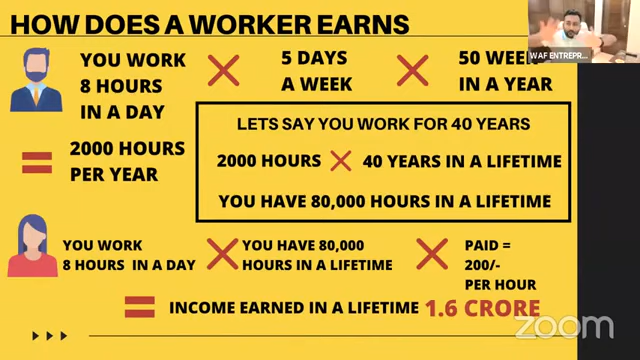 HOW DOES A WORKER EARNS
WAF ENTREPR...
YOU WORK
8 HOURS
IN A DAY
5 DAYS
A WEEK
50
IN A YEAR
= 2000 HOURS
PER YEAR
LETS SAY YOU WORK FOR 40 YEARS
2000 HOURS × 40 YEARS IN A LIFETIME
YOU HAVE 80,000 HOURS IN A LIFETIME
YOU WORK
8 HOURS IN A DAY
YOU HAVE 80,000
HOURS IN A LIFETIME
PAID =
200/-
PER HOUR
= INCOME EARNED IN A LIFETIME 1.6 CRORE
zoom